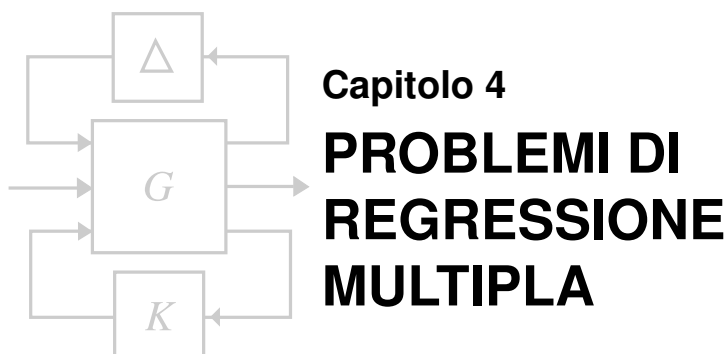 Δ
G
K
Capitolo 4
PROBLEMI DI
REGRESSIONE
MULTIPLA